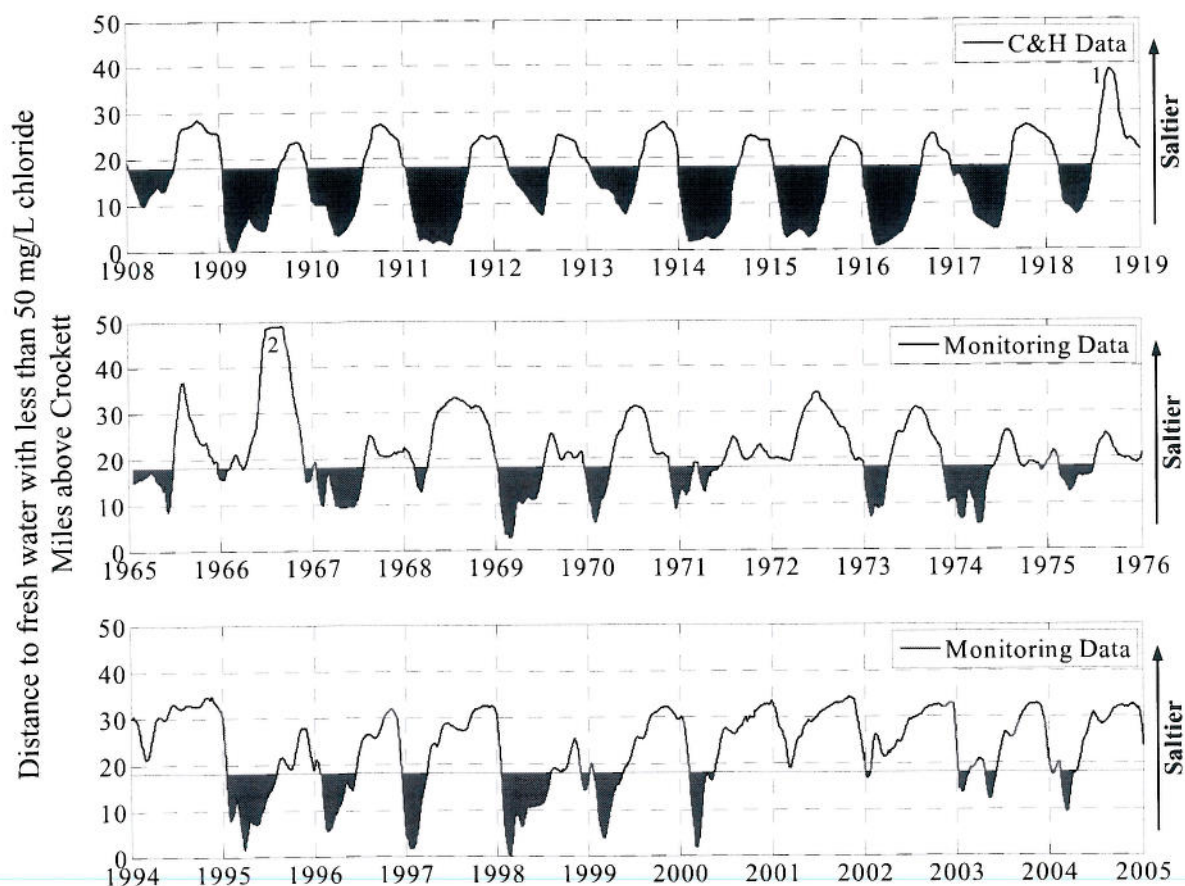 Distance to fresh water with less than 50 mg/L chloride
Miles above Crockett
50
40
30
20
10
0
C&H Data
1
Saltier
1908 1909 1910 1911 1912 1913 1914 1915 1916 1917 1918 1919
50
40
30
20
10
0
Monitoring Data
2
Saltier
1965 1966 1967 1968 1969 1970 1971 1972 1973 1974 1975 1976
50
40
30
20
10
0
Monitoring Data
Saltier
1994 1995 1996 1997 1998 1999 2000 2001 2002 2003 2004 2005